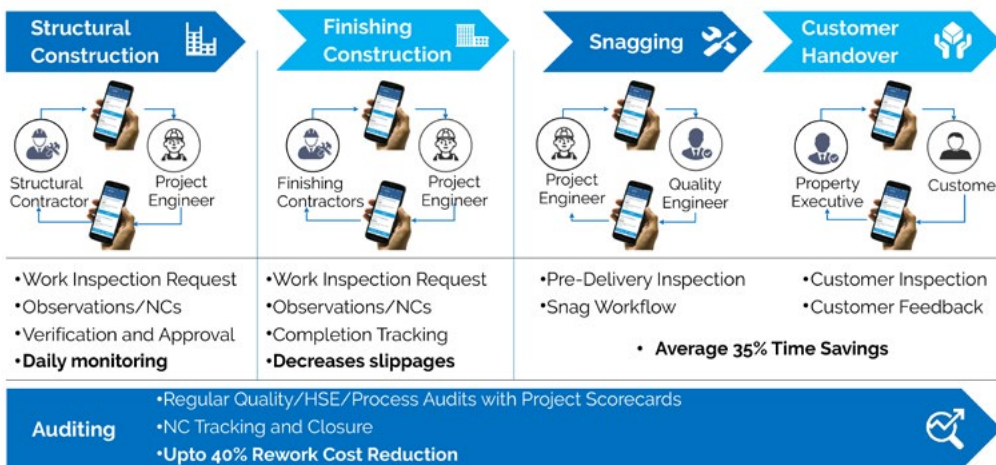 Structural
Construction
Finishing
Construction
Snagging
Customer
Handover
Structural
Contractor
Project
Engineer
Finishing
Contractors
Project
Engineer
Project
Engineer
Quality
Engineer
Property
Executive
Custome
•Work Inspection Request
•Observations/NCs
•Verification and Approval
•Daily monitoring
•Work Inspection Request
•Observations/NCs
•Completion Tracking
•Decreases slippages
•Pre-Delivery Inspection
•Snag Workflow
•Customer Inspection
•Customer Feedback
• Average 35% Time Savings
Auditing
•Regular Quality/HSE/Process Audits with Project Scorecards
•NC Tracking and Closure
•Upto 40% Rework Cost Reduction